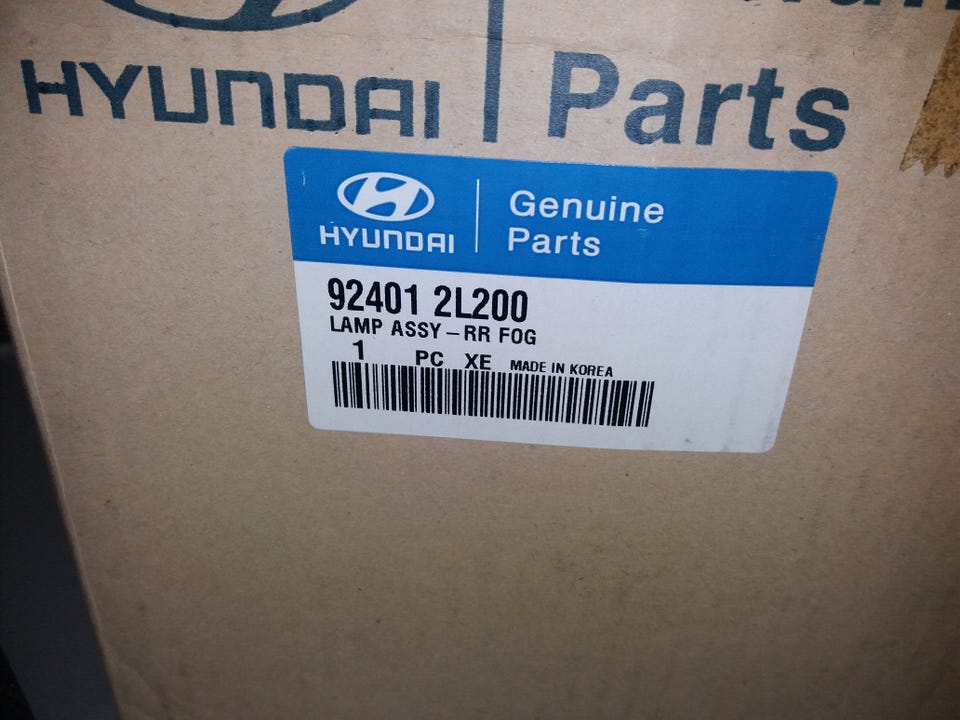 HYUNDAI
Parts
HYUNDAI
Genuine
Parts
92401 2L200
LAMP ASSY-RR FOG
1 PC XE MADE IN KOREA